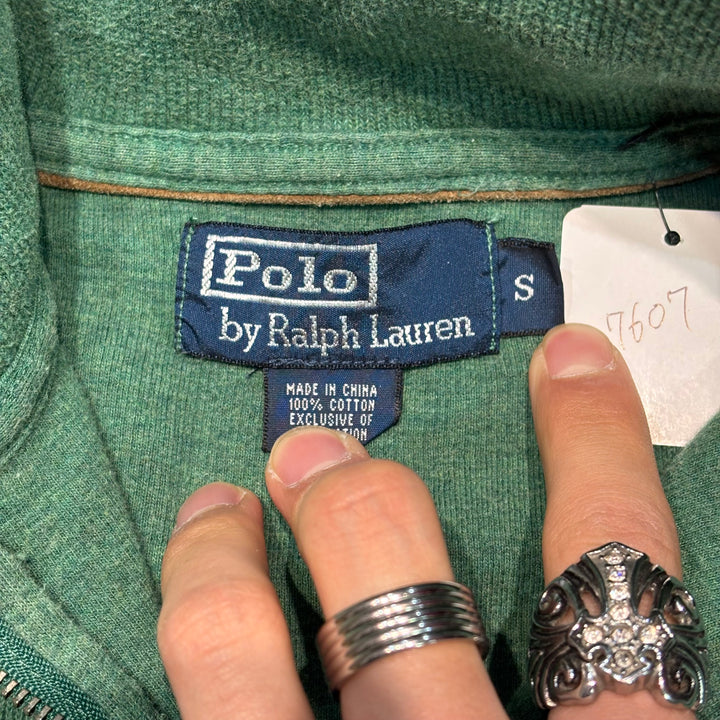 Polo
by Ralph Lauren
S
MADE IN CHINA
100% COTTON
EXCLUSIVE OF
7607